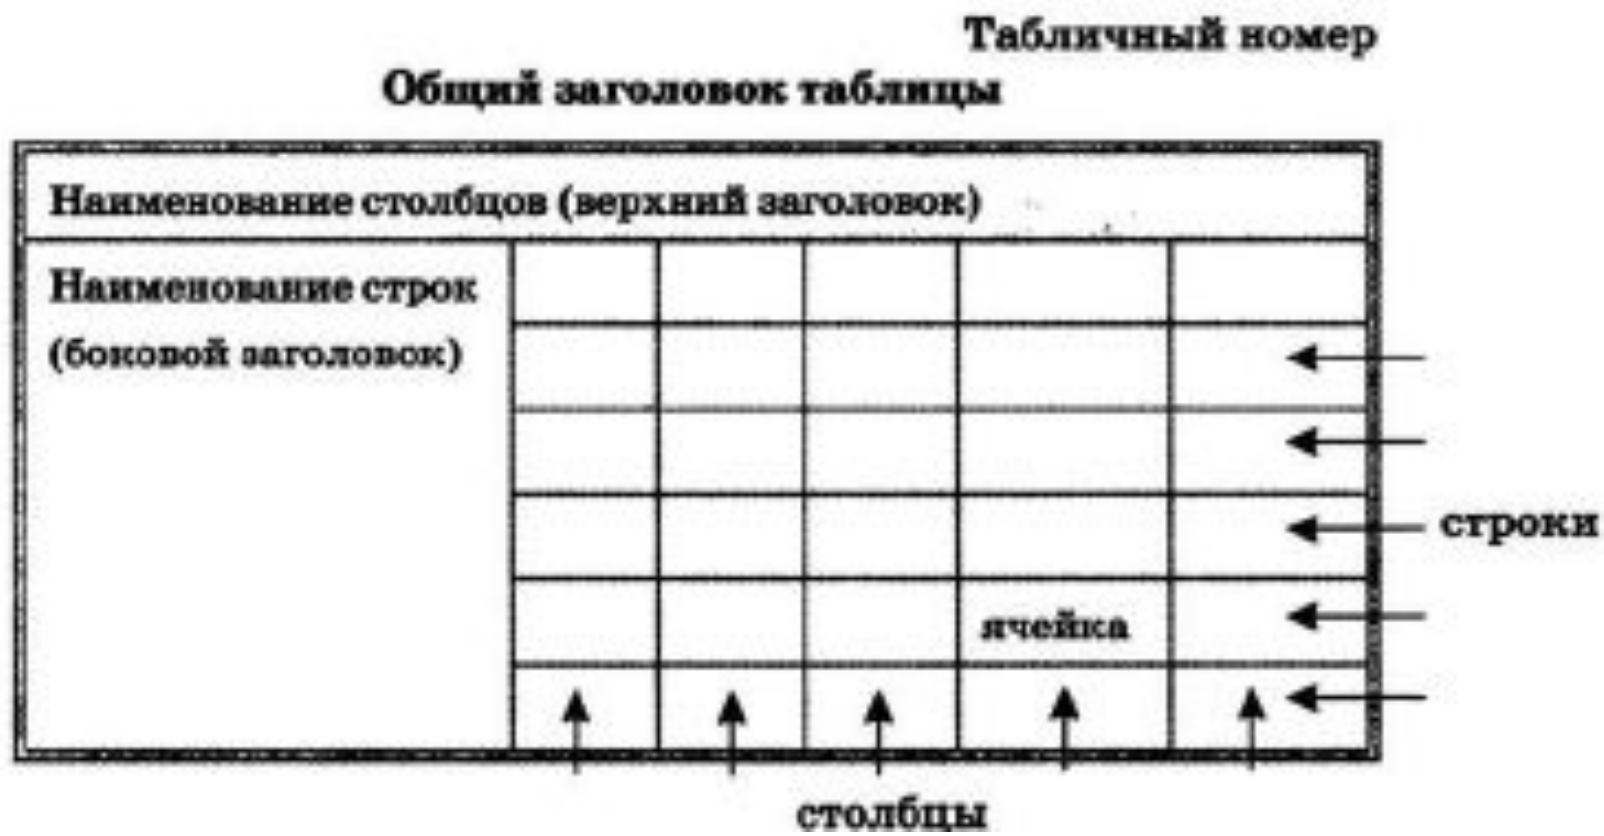 Табличный номер
Общий заголовок таблицы
Наименование столбцов (верхний заголовок)
Наименование строк
(боковой заголовок)
строки
ячейка
столбцы